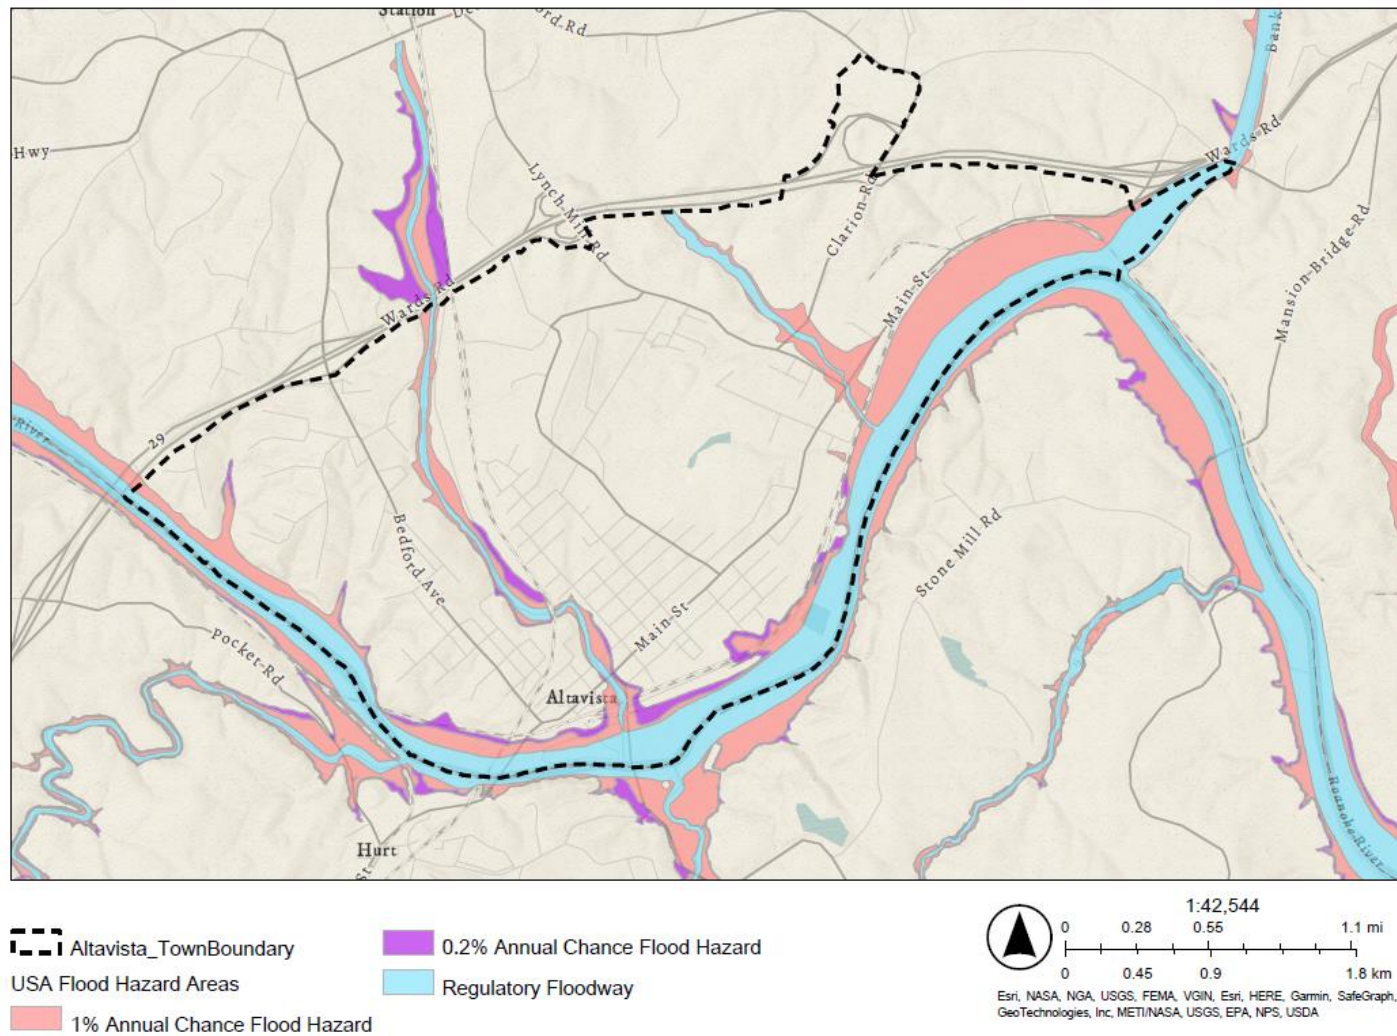 Station
ford Rd
Bank
Hwy
Wards Rd
Lynch Mill Rd
Clarion Rd
Mansion-Bridge-Rd
Main-St
Wards Rd
29
River
Bedford Ave
Stone Mill Rd
Main-St
Pocket-Rd
Altavista
Hurt
St
Roanoke-River
Altavista_TownBoundary
USA Flood Hazard Areas
1% Annual Chance Flood Hazard
0.2% Annual Chance Flood Hazard
Regulatory Floodway
1:42,544
0 0.28 0.55 1.1 mi
0 0.45 0.9 1.8 km
Esri, NASA, NGA, USGS, FEMA, VGIN, Esri, HERE, Garmin, SafeGraph,
GeoTechnologies, Inc, METI/NASA, USGS, EPA, NPS, USDA